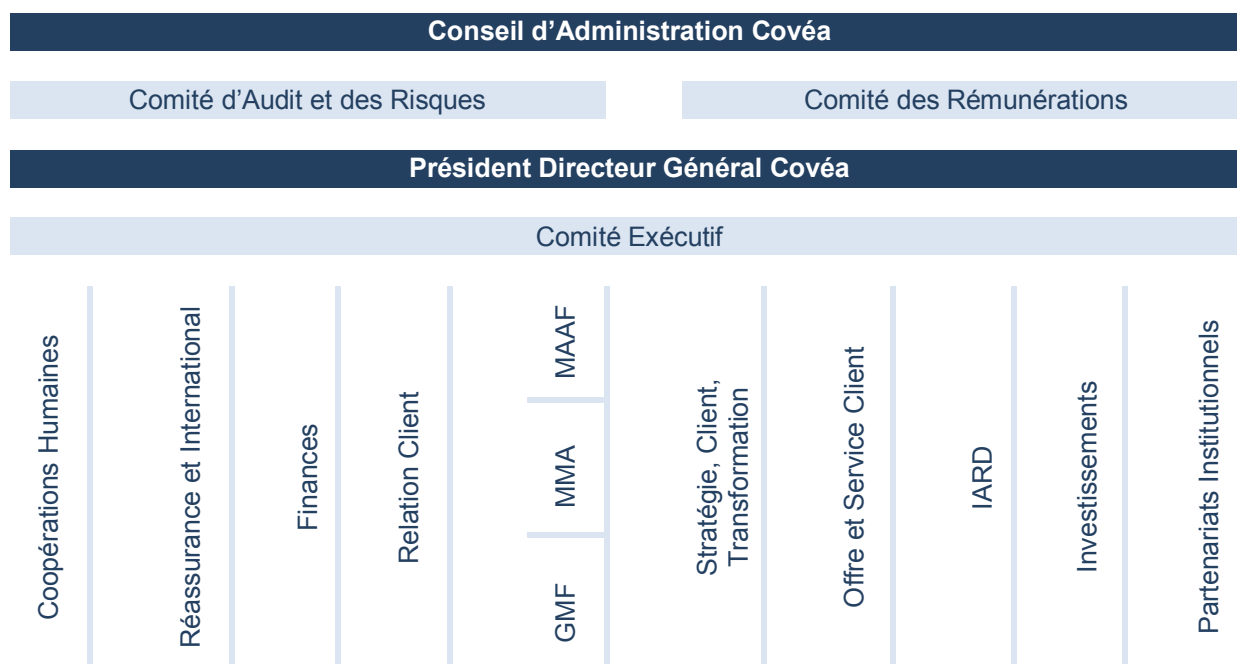 Conseil d’Administration Covéa
Comité d’Audit et des Risques
Comité des Rémunérations
Président Directeur Général Covéa
Comité Exécutif
Coopérations Humaines
Réassurance et International
Finances
Relation Client
MAAF
MMA
GMF
Stratégie, Client,
Transformation
Offre et Service Client
IARD
Investissements
Partenariats Institutionnels